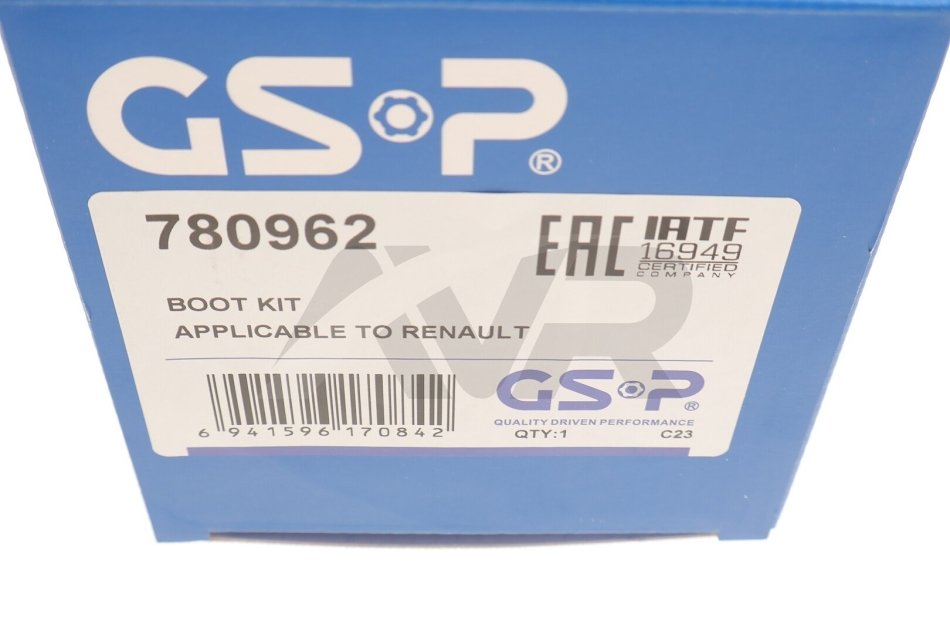 GSP®
780962
EAC
IATF
16949
CERTIFIED
COMPANY
BOOT KIT
APPLICABLE TO RENAULT
6 941596 170842
GSP®
QUALITY DRIVEN PERFORMANCE
QTY:1 C23